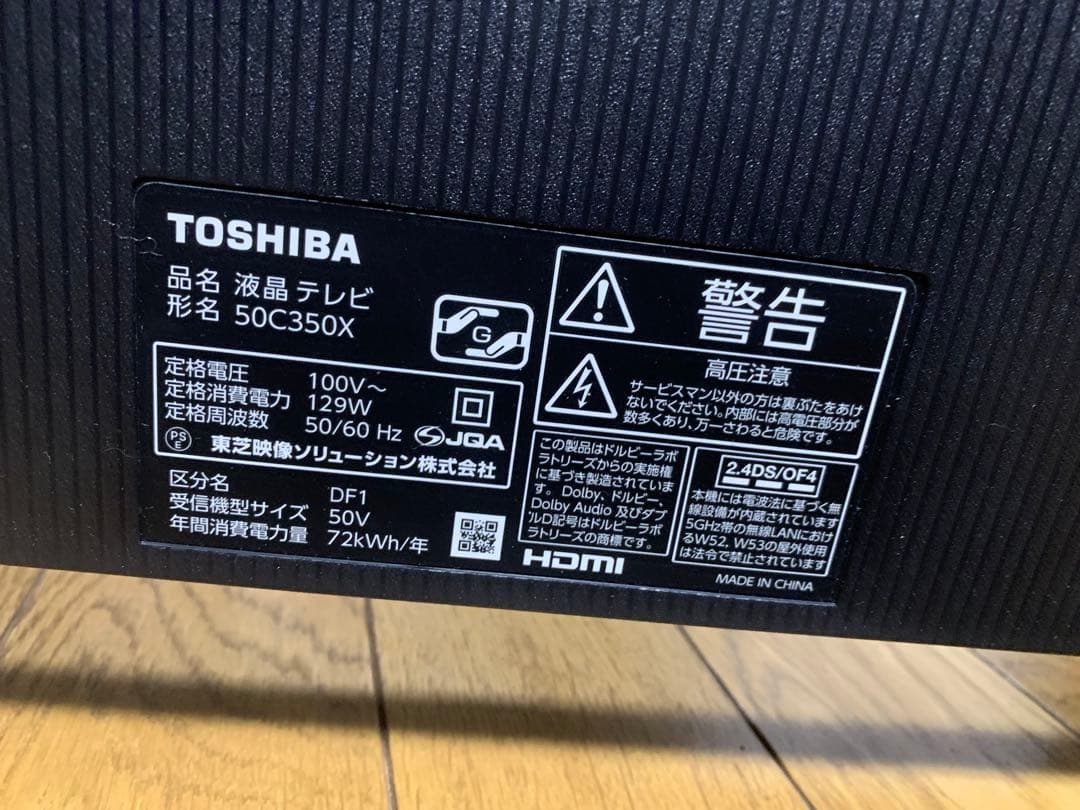 TOSHIBA
品名 液晶テレビ
形名 50C350X
G
定格電圧 100V～
定格消費電力 129W
定格周波数 50/60 Hz
JQA
PS
E
東芝映像ソリューション株式会社
区分名 DF1
受信機型サイズ 50V
年間消費電力量 72kWh/年
警告
高圧注意
サービスマン以外の方は裏ぶたをあけ
ないでください。内部には高電圧部分が
数多くあり、万一さわると危険です。
この製品はドルビーラボ
ラトリーズからの実施権
に基づき製造されていま
す。Dolby、ドルビー、
Dolby Audio 及びダブ
ルD記号はドルビーラボ
ラトリーズの商標です。
HDMI
2.4DS/OF4
本機には電波法に基づく無
線設備が内蔵されています
5GHz帯の無線LANにおけ
るW52、W53の屋外使用
は法令で禁止されています
MADE IN CHINA